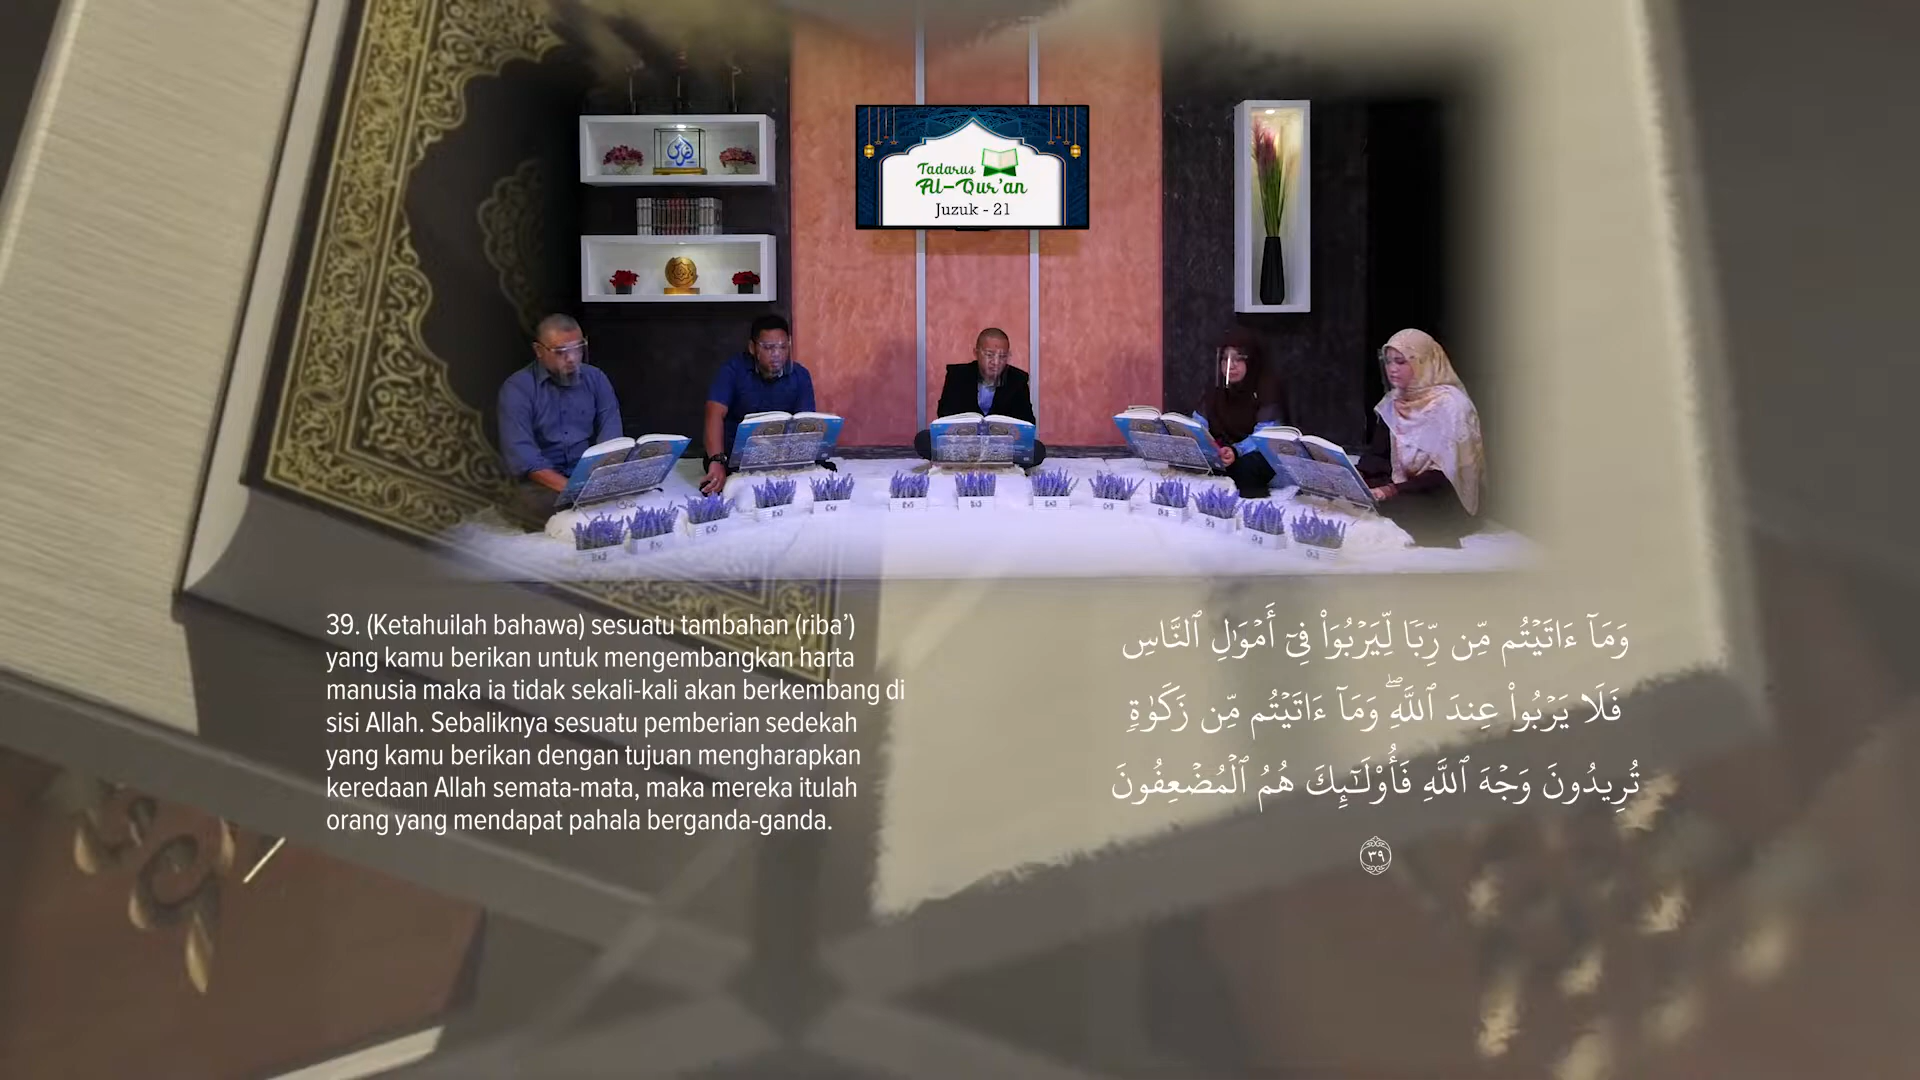 Tadarus
Al-Qur'an
Juzuk - 21
39. (Ketahuilah bahawa) sesuatu tambahan (riba’)
yang kamu berikan untuk mengembangkan harta
manusia maka ia tidak sekali-kali akan berkembang di
sisi Allah. Sebaliknya sesuatu pemberian sedekah
yang kamu berikan dengan tujuan mengharapkan
keredaan Allah semata-mata, maka mereka itulah
orang yang mendapat pahala berganda-ganda.
وَمَآ ءَاتَيۡتُم مِّن رِّبٗا لِّيَرۡبُوَاْ فِيٓ أَمۡوَٰلِ ٱلنَّاسِ
فَلَا يَرۡبُواْ عِندَ ٱللَّهِۖ وَمَآ ءَاتَيۡتُم مِّن زَكَوٰةٖ
تُرِيدُونَ وَجۡهَ ٱللَّهِ فَأُوْلَٰٓئِكَ هُمُ ٱلۡمُضۡعِفُونَ
٣٩